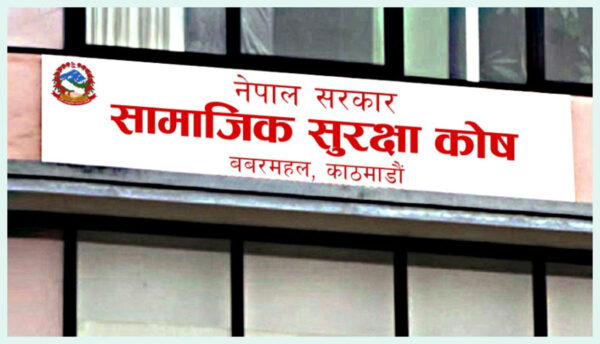 नेपाल सरकार
सामाजिक सुरक्षा कोष
बबरमहल, काठमाडौं